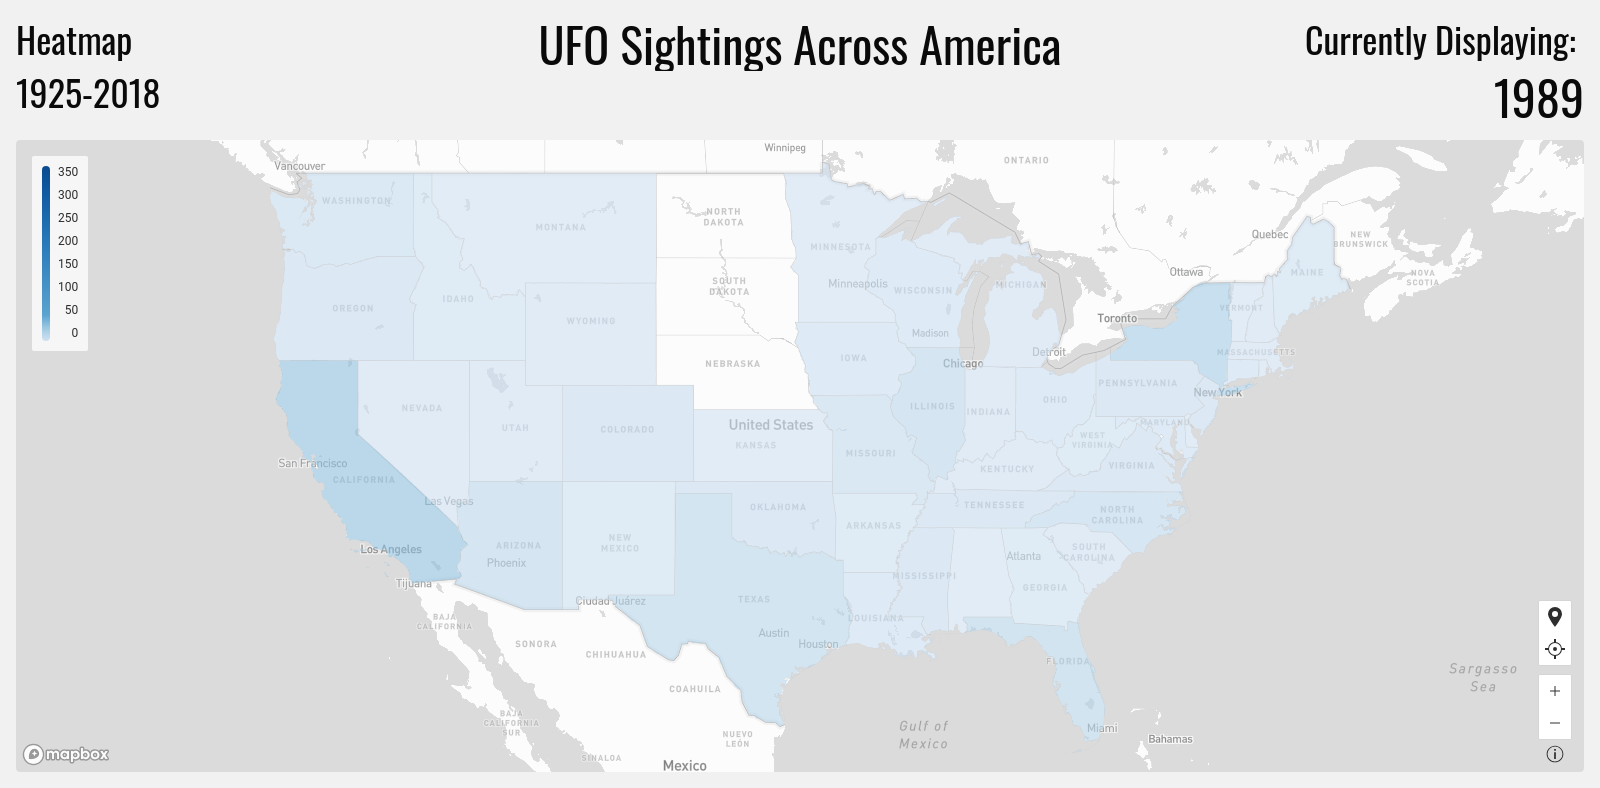 Heatmap
1925-2018
UFO Sightings Across America
Currently Displaying:
1989
350
300
250
200
150
100
50
0
Vancouver
Winnipeg
ONTARIO
WASHINGTON
MONTANA
NORTH
DAKOTA
MINNESOTA
Quebec
NEW
BRUNSWICK
Ottawa
MAINE
NOVA
SCOTIA
OREGON
IDAHO
WYOMING
SOUTH
DAKOTA
Minneapolis
WISCONSIN
MICHIGAN
VERMONT
Toronto
Madison
Detroit
MASSACHUSETTS
NEBRASKA
IOWA
Chicago
PENNSYLVANIA
New York
NEVADA
UTAH
COLORADO
United States
KANSAS
ILLINOIS
INDIANA
OHIO
MARYLAND
WEST
VIRGINIA
MISSOURI
San Francisco
CALIFORNIA
KENTUCKY
VIRGINIA
Las Vegas
OKLAHOMA
TENNESSEE
NORTH
CAROLINA
ARKANSAS
Los Angeles
ARIZONA
Phoenix
NEW
MEXICO
Atlanta
SOUTH
CAROLINA
Tijuana
MISSISSIPPI
GEORGIA
Ciudad Juárez
TEXAS
LOUISIANA
BAJA
CALIFORNIA
SONORA
CHIHUAHUA
Austin
Houston
FLORIDA
Sargasso
Sea
COAHUILA
BAJA
CALIFORNIA
SUR
NUEVO
LEÓN
Gulf of
Mexico
Miami
Bahamas
SINALOA
Mexico
mapbox